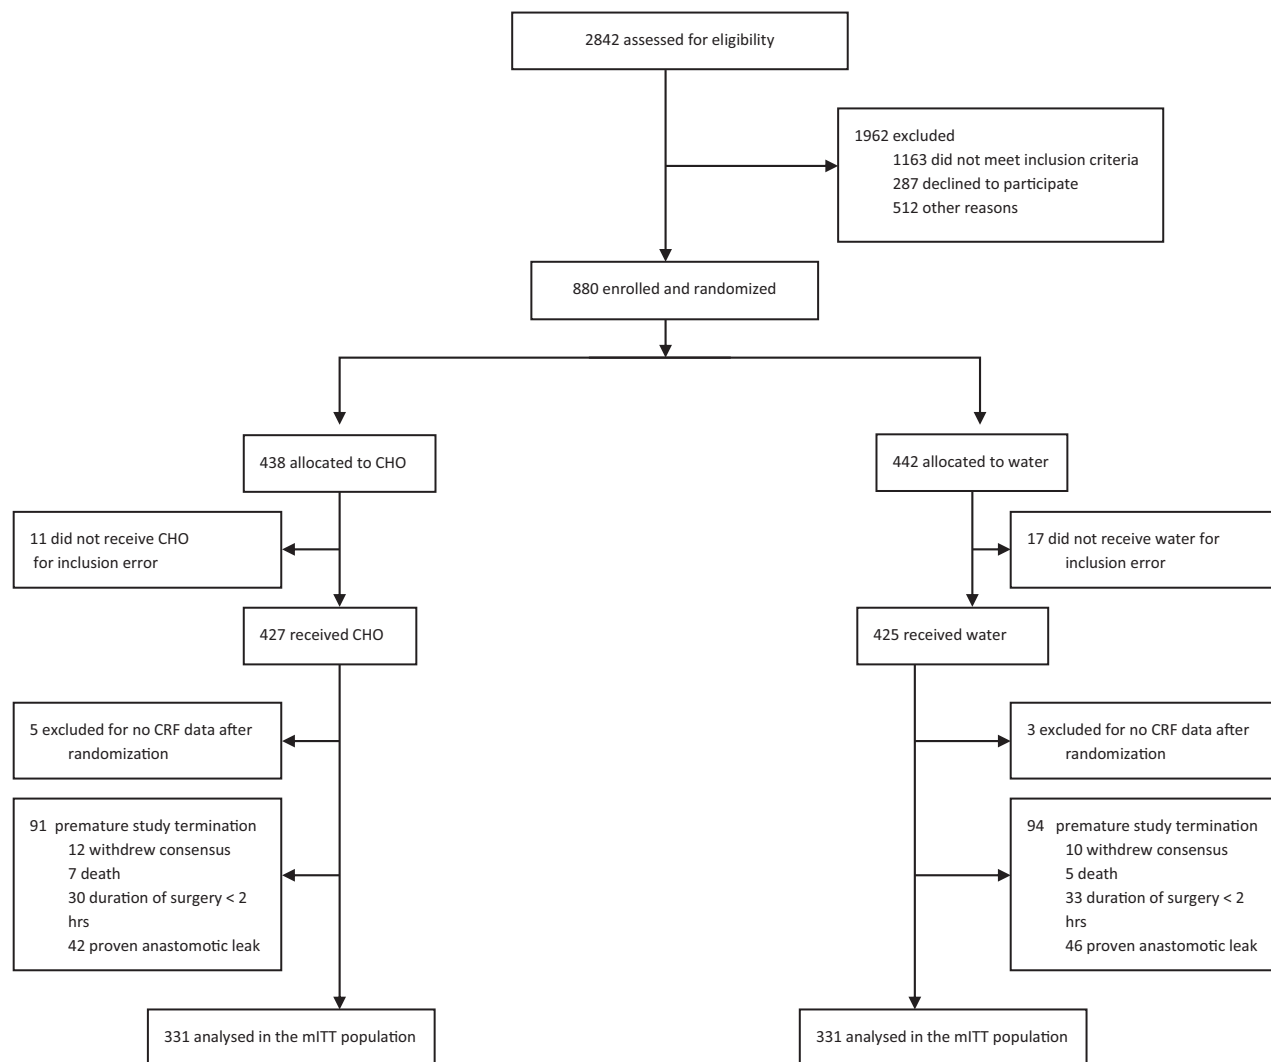 2842 assessed for eligibility
1962 excluded
1163 did not meet inclusion criteria
287 declined to participate
512 other reasons
880 enrolled and randomized
438 allocated to CHO
442 allocated to water
11 did not receive CHO
for inclusion error
17 did not receive water for
inclusion error
427 received CHO
425 received water
5 excluded for no CRF data after
randomization
3 excluded for no CRF data after
randomization
91 premature study termination
12 withdrew consensus
7 death
30 duration of surgery < 2
hrs
42 proven anastomotic leak
94 premature study termination
10 withdrew consensus
5 death
33 duration of surgery < 2
hrs
46 proven anastomotic leak
331 analysed in the mITT population
331 analysed in the mITT population